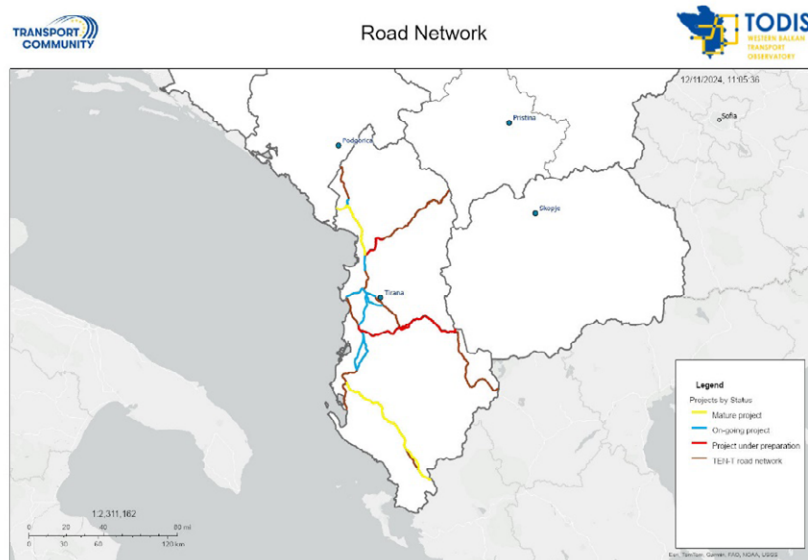 TRANSPORT
COMMUNITY
Road Network
TODIS
WESTERN BALKAN
TRANSPORT
OBSERVATORY
12/11/2024, 11:05:36
Podgorica
Pristina
Sofia
Skopje
Tirana
Legend
Projects by Status
Mature project
On-going project
Project under preparation
TEN-T road network
1:2,311,162
0 20 40 80 mi
0 30 60 120 km
Esri, TomTom, Garmin, FAO, NOAA, USGS